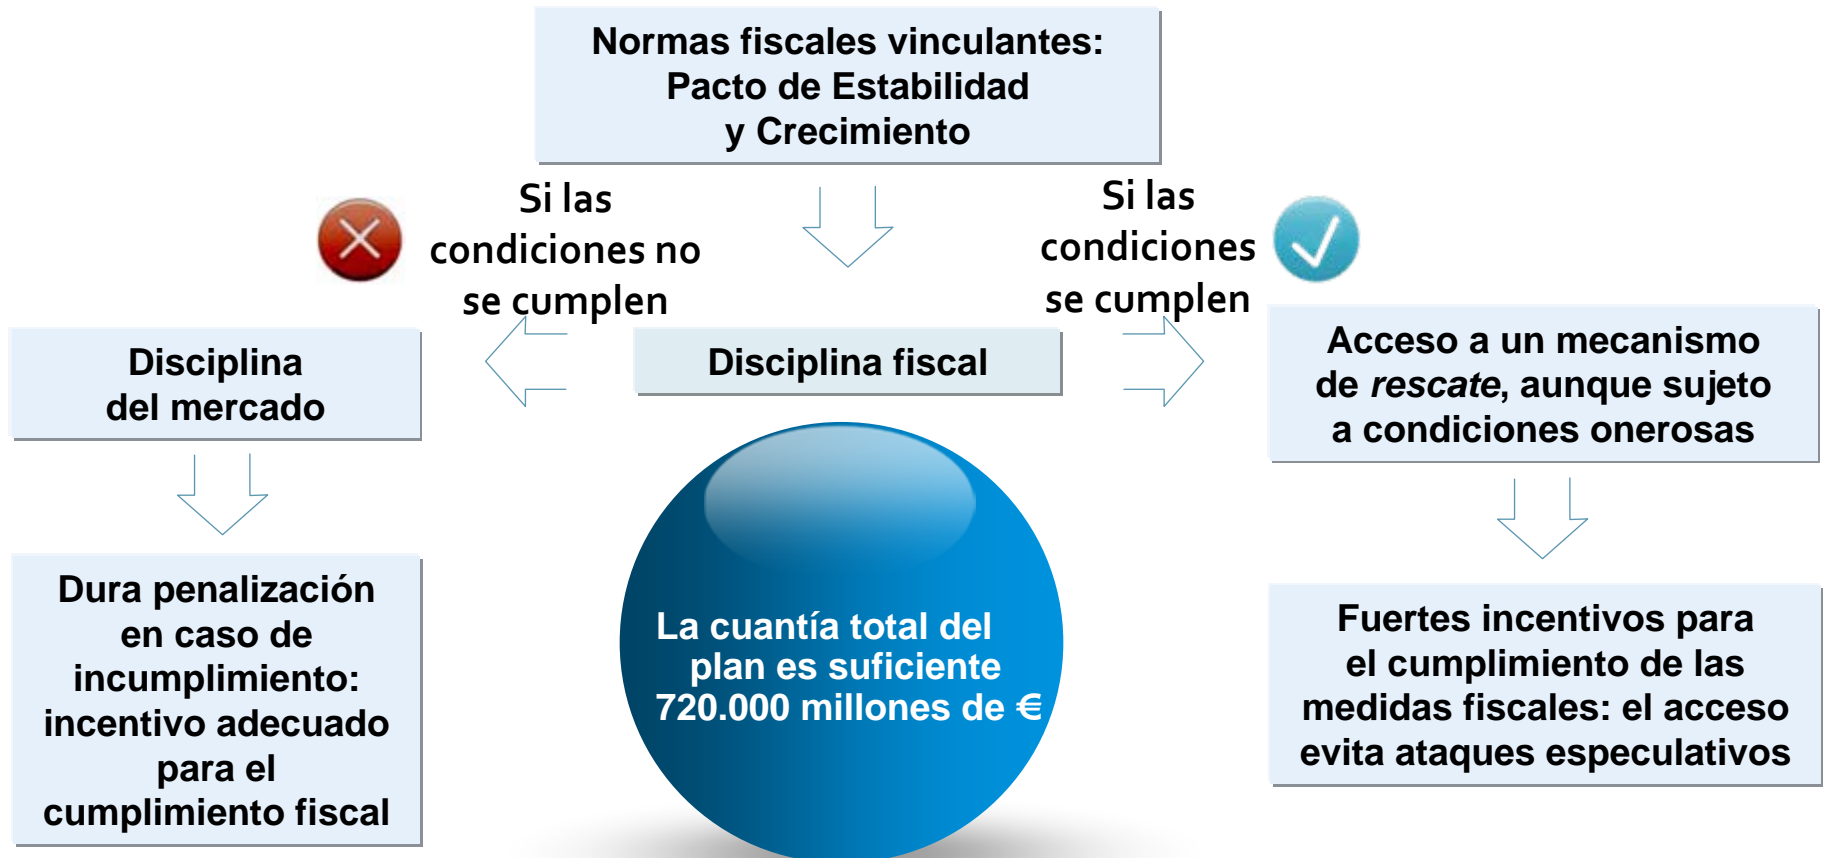 Normas fiscales vinculantes:
Pacto de Estabilidad
y Crecimiento
Si las
condiciones no
se cumplen
Si las
condiciones
se cumplen
Disciplina
del mercado
Disciplina fiscal
Acceso a un mecanismo
de rescate, aunque sujeto
a condiciones onerosas
Dura penalización
en caso de
incumplimiento:
incentivo adecuado
para el
cumplimiento fiscal
La cuantía total del
plan es suficiente
720.000 millones de €
Fuertes incentivos para
el cumplimiento de las
medidas fiscales: el acceso
evita ataques especulativos